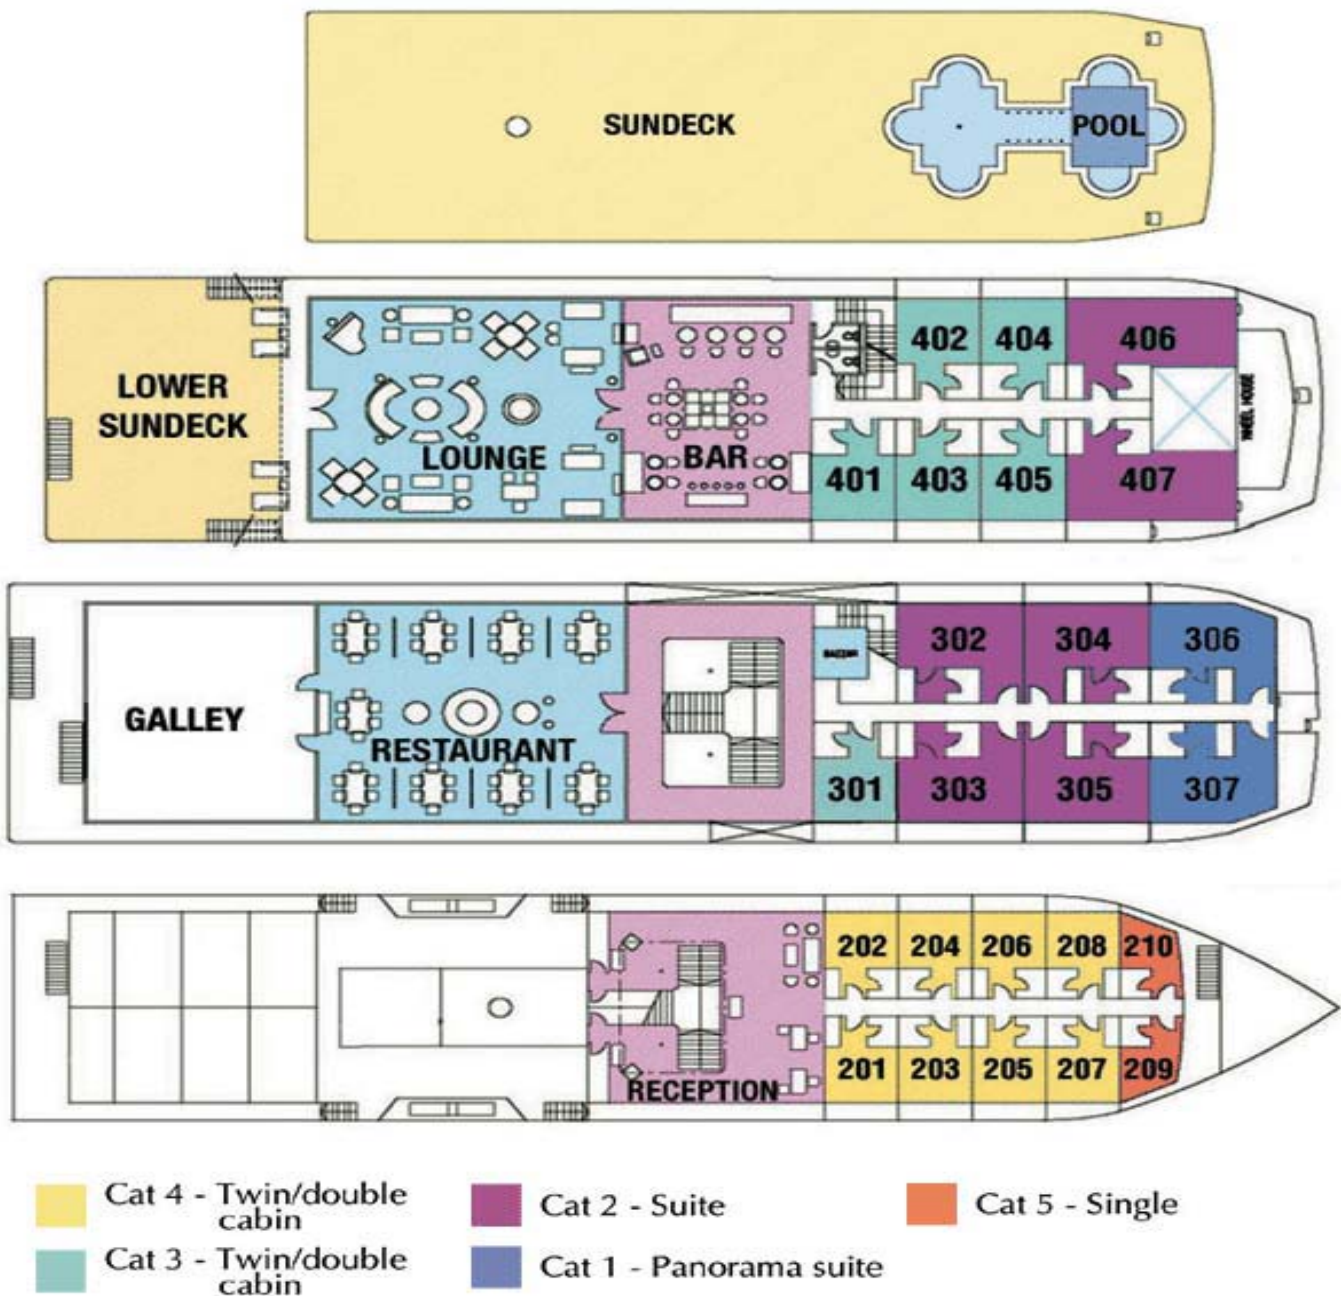 SUNDECK
POOL
LOWER
SUNDECK
LOUNGE
BAR
402
404
406
401
403
405
407
WHEEL HOUSE
GALLEY
RESTAURANT
302
304
306
301
303
305
307
RECEPTION
202
204
206
208
210
201
203
205
207
209
Cat 4 - Twin/double
cabin
Cat 2 - Suite
Cat 5 - Single
Cat 3 - Twin/double
cabin
Cat 1 - Panorama suite